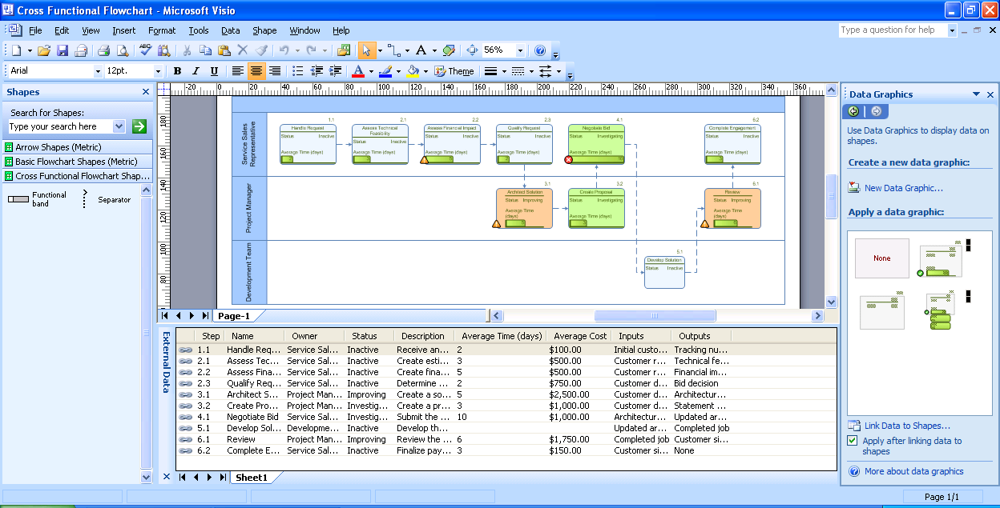 Cross Functional Flowchart - Microsoft Visio
File Edit View Insert Format Tools Data Shape Window Help
Type a question for help
56%
Arial 12pt. B I U Theme
Shapes
Search for Shapes:
Type your search here
Arrow Shapes (Metric)
Basic Flowchart Shapes (Metric)
Cross Functional Flowchart Shap...
Functional band
Separator
-20 0 20 40 60 80 100 120 140 160 180 200 220 240 260 280 300 320 340 360
180
160
140
120
100
80
Service Sales Representative
1.1
Handle Request
Status Inactive
Average Time (days)
2
2.1
Assess Technical Feasibility
Status Inactive
Average Time (days)
3
2.2
Assess Financial Impact
Status Inactive
Average Time (days)
5
2.3
Qualify Request
Status Inactive
Average Time (days)
2
4.1
Negotiate Bid
Status Investigating
Average Time (days)
10
6.2
Complete Engagement
Status Inactive
Average Time (days)
3
Project Manager
3.1
Architect Solution
Status Improving
Average Time (days)
5
3.2
Create Proposal
Status Investigating
Average Time (days)
3
6.1
Review
Status Improving
Average Time (days)
6
Development Team
5.1
Develop Solution
Status Inactive
Page-1
External Data
Step Name Owner Status Description Average Time (days) Average Cost Inputs Outputs
1.1 Handle Req... Service Sal... Inactive Receive an... 2 $100.00 Initial custo... Tracking nu...
2.1 Assess Tec... Service Sal... Inactive Create esti... 3 $500.00 Customer r... Technical fe...
2.2 Assess Fina... Service Sal... Inactive Create fina... 5 $500.00 Customer r... Financial im...
2.3 Qualify Req... Service Sal... Inactive Determine ... 2 $750.00 Customer d... Bid decision
3.1 Architect S... Project Man... Improving Create a so... 5 $2,500.00 Customer d... Architectur...
3.2 Create Pro... Project Man... Investig... Create a pr... 3 $1,000.00 Customer d... Statement ...
4.1 Negotiate Bid Service Sal... Investig... Submit the ... 10 $1,000.00 Architectur... Updated ar...
5.1 Develop Sol... Developme... Inactive Develop th... Updated ar... Completed job
6.1 Review Project Man... Improving Review the ... 6 $1,750.00 Completed job Customer si...
6.2 Complete E... Service Sal... Inactive Finalize pay... 3 $150.00 Customer si... None
Sheet1
Data Graphics
Use Data Graphics to display data on
shapes.
Create a new data graphic:
New Data Graphic...
Apply a data graphic:
None
Link Data to Shapes...
Apply after linking data to
shapes
More about data graphics
Page 1/1